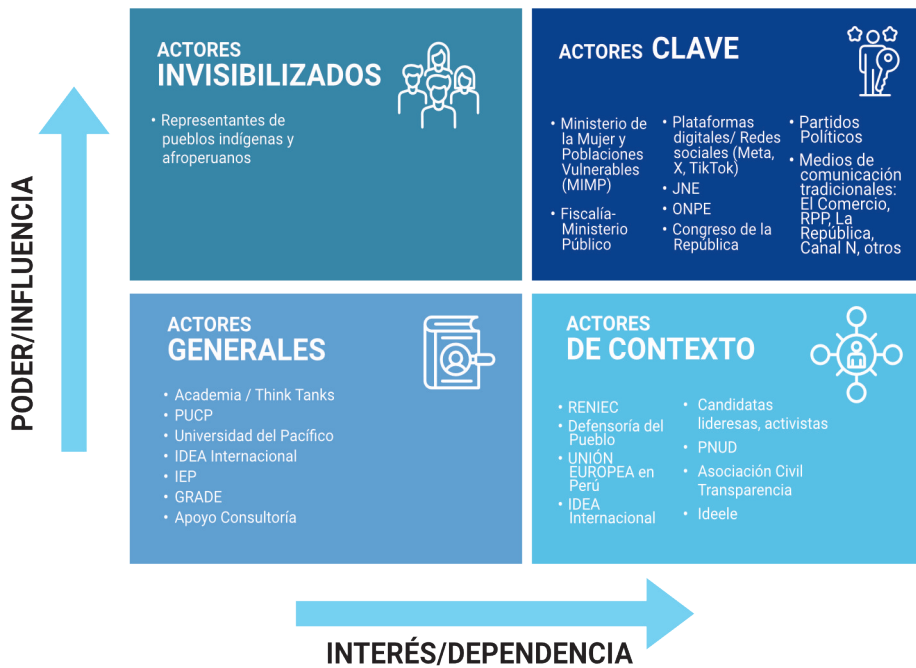 PODER/INFLUENCIA
ACTORES
INVISIBILIZADOS
• Representantes de
pueblos indígenas y
afroperuanos
ACTORES CLAVE
• Ministerio de
la Mujer y
Poblaciones
Vulnerables
(MIMP)
• Fiscalía-
Ministerio
Público
• Plataformas
digitales/ Redes
sociales (Meta,
X, TikTok)
• JNE
• ONPE
• Congreso de la
República
• Partidos
Políticos
• Medios de
comunicación
tradicionales:
El Comercio,
RPP, La
República,
Canal N, otros
ACTORES
GENERALES
• Academia / Think Tanks
• PUCP
• Universidad del Pacífico
• IDEA Internacional
• IEP
• GRADE
• Apoyo Consultoría
ACTORES
DE CONTEXTO
• RENIEC
• Defensoría del
Pueblo
• UNIÓN
EUROPEA en
Perú
• IDEA
Internacional
• Candidatas
lideresas, activistas
• PNUD
• Asociación Civil
Transparencia
• Ideele
INTERÉS/DEPENDENCIA